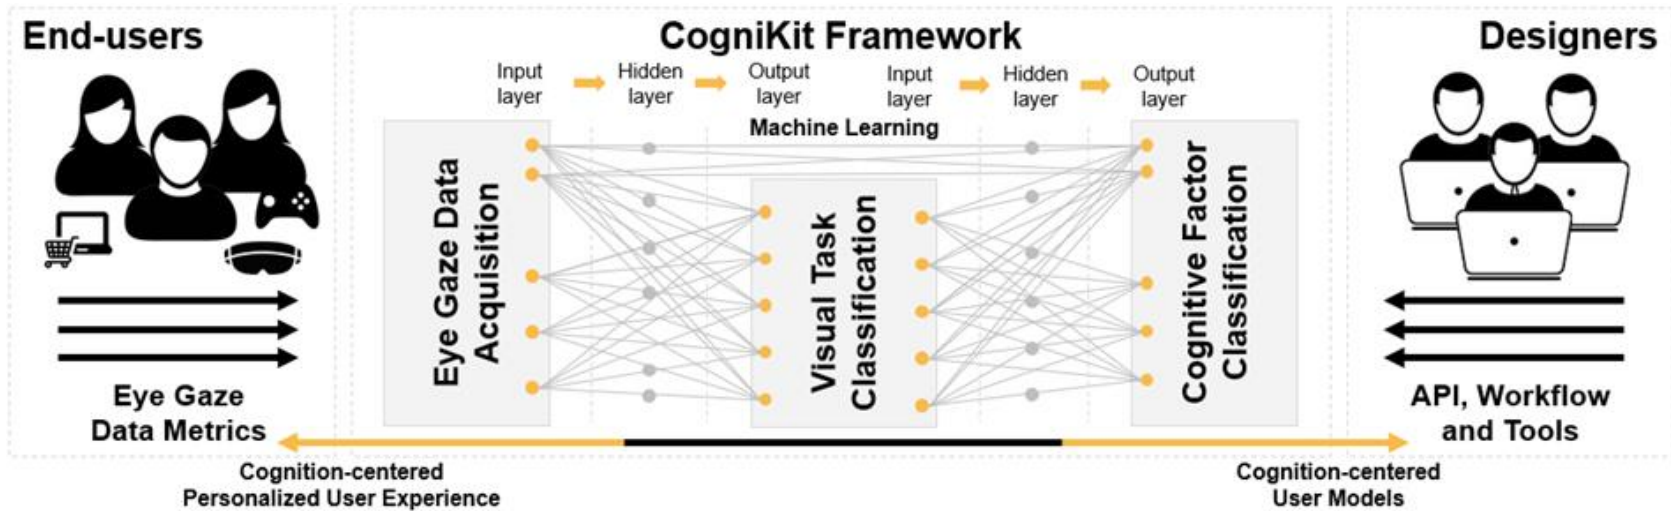 End-users
CogniKit Framework
Designers
Input
layer
Hidden
layer
Output
layer
Input
layer
Hidden
layer
Output
layer
Machine Learning
Eye Gaze Data
Acquisition
Visual Task
Classification
Cognitive Factor
Classification
Eye Gaze
Data Metrics
API, Workflow
and Tools
Cognition-centered
Personalized User Experience
Cognition-centered
User Models